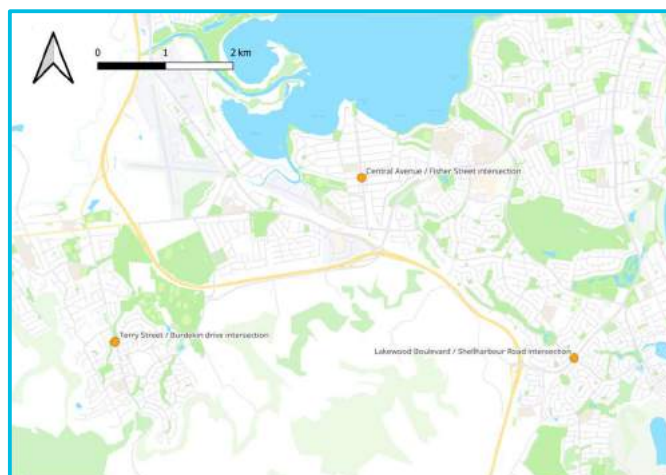 0 1 2 km
Central Avenue / Fisher Street intersection
Terry Street / Burdekin drive intersection
Lakewood Boulevard / Shellharbour Road intersection